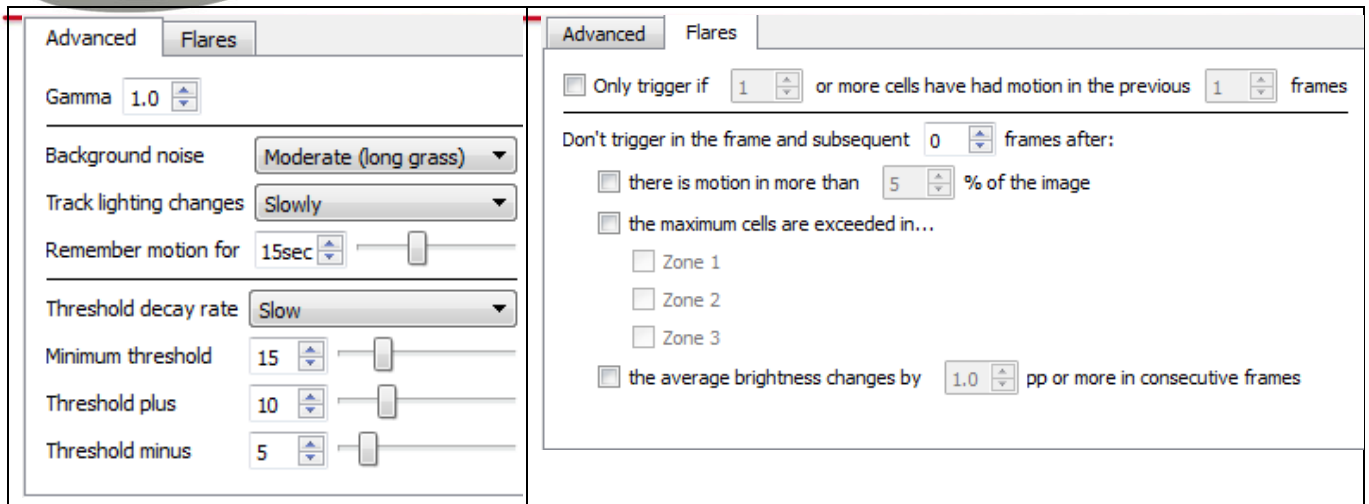 Advanced Flares
Gamma 1.0
Background noise Moderate (long grass)
Track lighting changes Slowly
Remember motion for 15sec
Threshold decay rate Slow
Minimum threshold 15
Threshold plus 10
Threshold minus 5
Advanced Flares
Only trigger if 1 or more cells have had motion in the previous 1 frames
Don't trigger in the frame and subsequent 0 frames after:
there is motion in more than 5 % of the image
the maximum cells are exceeded in...
Zone 1
Zone 2
Zone 3
the average brightness changes by 1.0 pp or more in consecutive frames